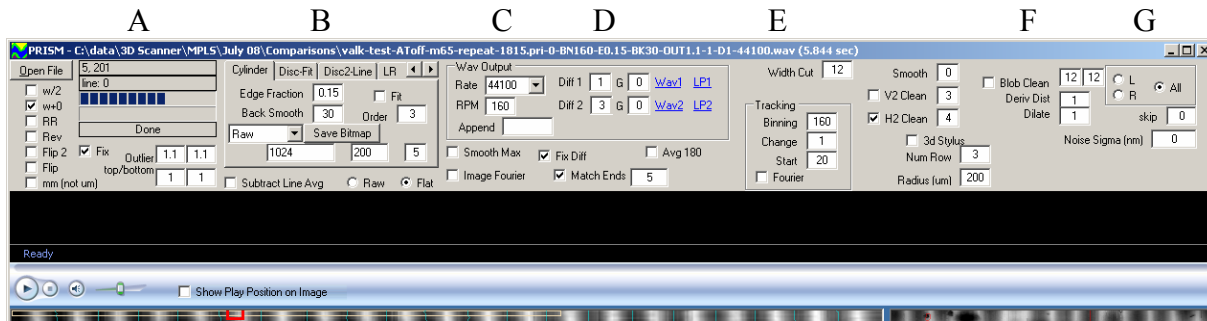 A B C D E F G
PRISM - C:\data\3D Scanner\MPLS\July 08\Comparisons\valk-test-AToff-m65-repeat-1815.pri-0-BN160-E0.15-BK30-OUT1.1-1-D1-44100.wav (5.844 sec)
Open File
5, 201
line: 0
Done
w/2
w+0
RR
Rev
Flip 2
Flip
mm (not um)
Fix
Outlier 1.1 1.1
top/bottom 1 1
Cylinder Disc-Fit Disc2-Line LR
Edge Fraction 0.15 Fit
Back Smooth 30 Order 3
Raw Save Bitmap
1024 200 5
Subtract Line Avg Raw Flat
Wav Output
Rate 44100 Diff 1 1 G 0 Wav1 LP1
RPM 160 Diff 2 3 G 0 Wav2 LP2
Append
Smooth Max Fix Diff Avg 180
Image Fourier Match Ends 5
Width Cut 12
Tracking
Binning 160
Change 1
Start 20
Fourier
Smooth 0
V2 Clean 3
H2 Clean 4
3d Stylus
Num Row 3
Radius (um) 200
Blob Clean 12 12
Deriv Dist 1
Dilate 1
L
R
All
skip 0
Noise Sigma (nm) 0
Ready
Show Play Position on Image